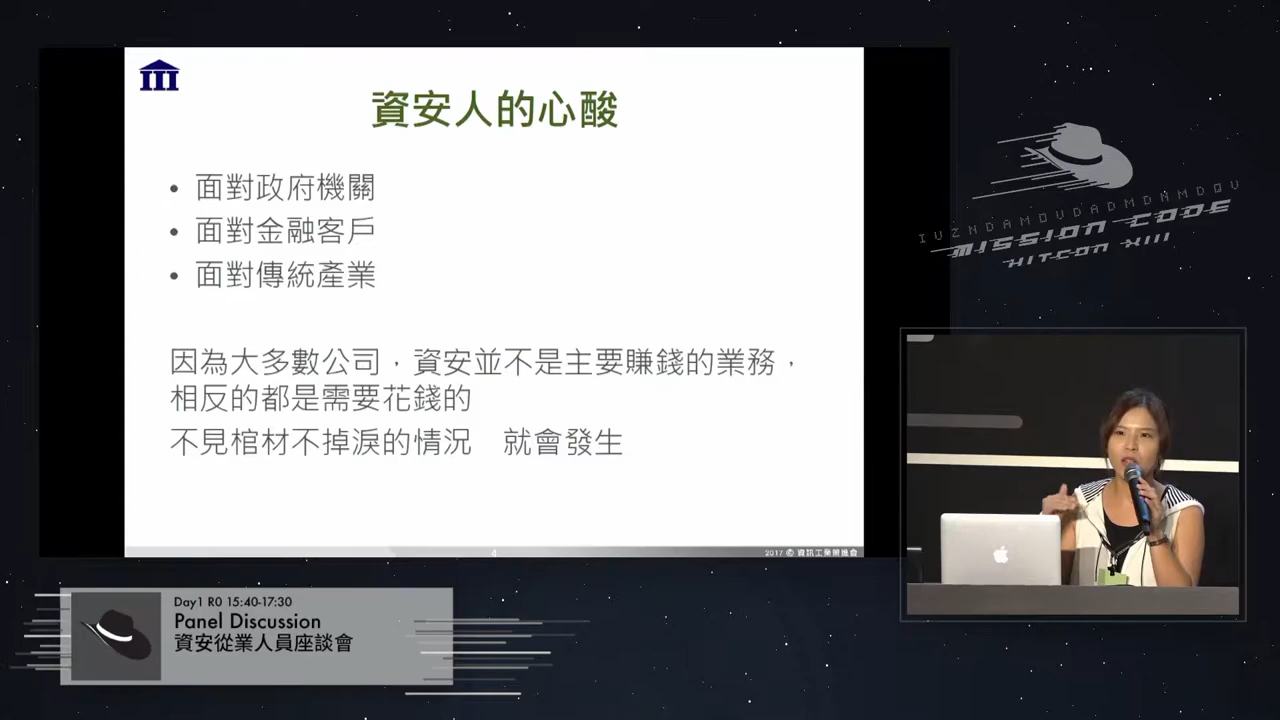 資安人的心酸
• 面對政府機關
• 面對金融客戶
• 面對傳統產業
因為大多數公司，資安並不是主要賺錢的業務，
相反的都是需要花錢的
不見棺材不掉淚的情況　就會發生
4
2017 © 資訊工業策進會
IVZNDAMOVDADMDNMDQV
MISSION CODE
HITCON XIII
Day1 R0 15:40-17:30
Panel Discussion
資安從業人員座談會